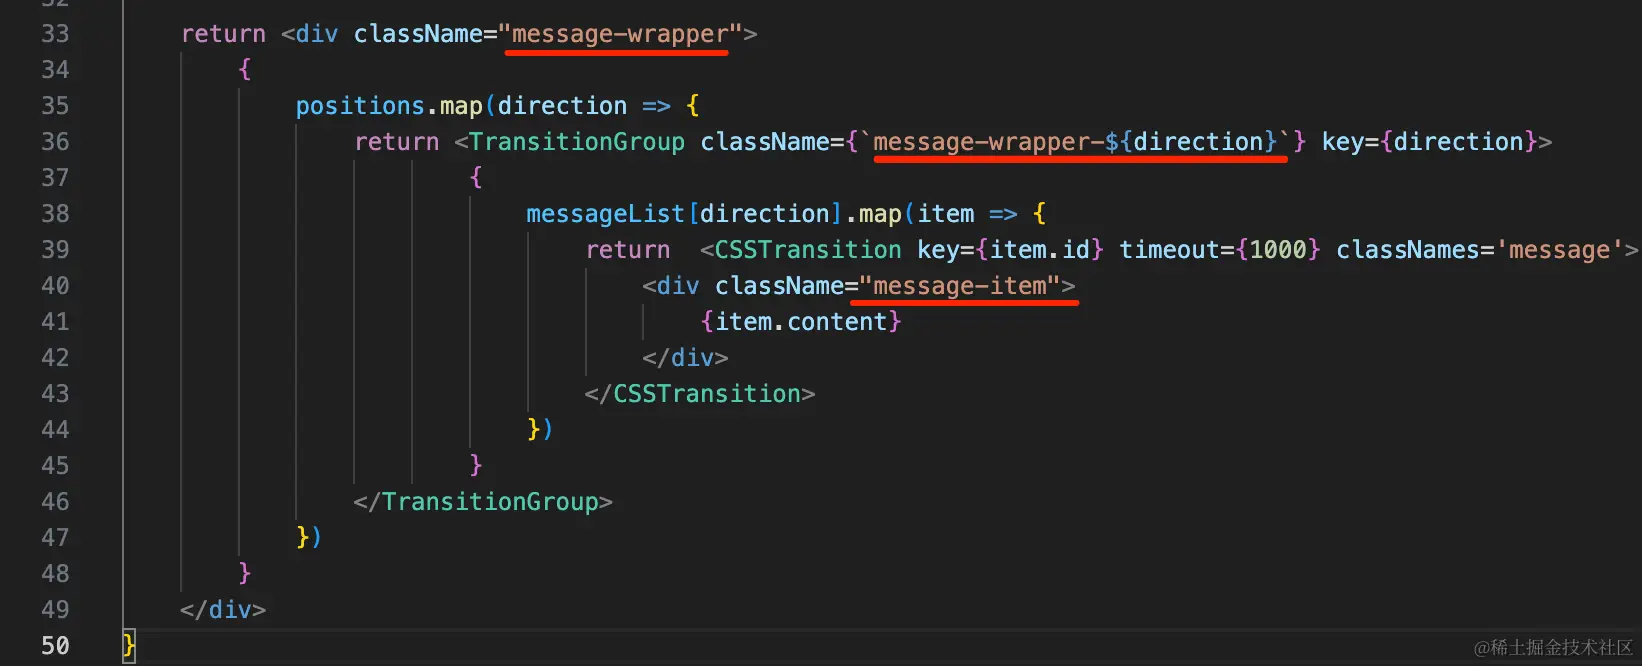 32
33 return <div className="message-wrapper">
34 {
35 positions.map(direction => {
36 return <TransitionGroup className={`message-wrapper-${direction}`} key={direction}>
37 {
38 messageList[direction].map(item => {
39 return  <CSSTransition key={item.id} timeout={1000} classNames='message'>
40 <div className="message-item">
41 {item.content}
42 </div>
43 </CSSTransition>
44 })
45 }
46 </TransitionGroup>
47 })
48 }
49 </div>
50 }
@稀土掘金技术社区